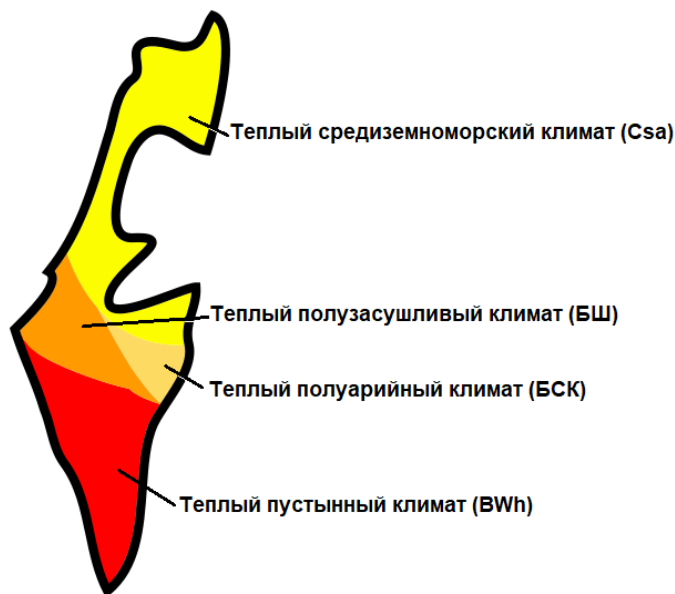 Теплый средиземноморский климат (Csa)
Теплый полузасушливый климат (БШ)
Теплый полуарийный климат (БСК)
Теплый пустынный климат (BWh)